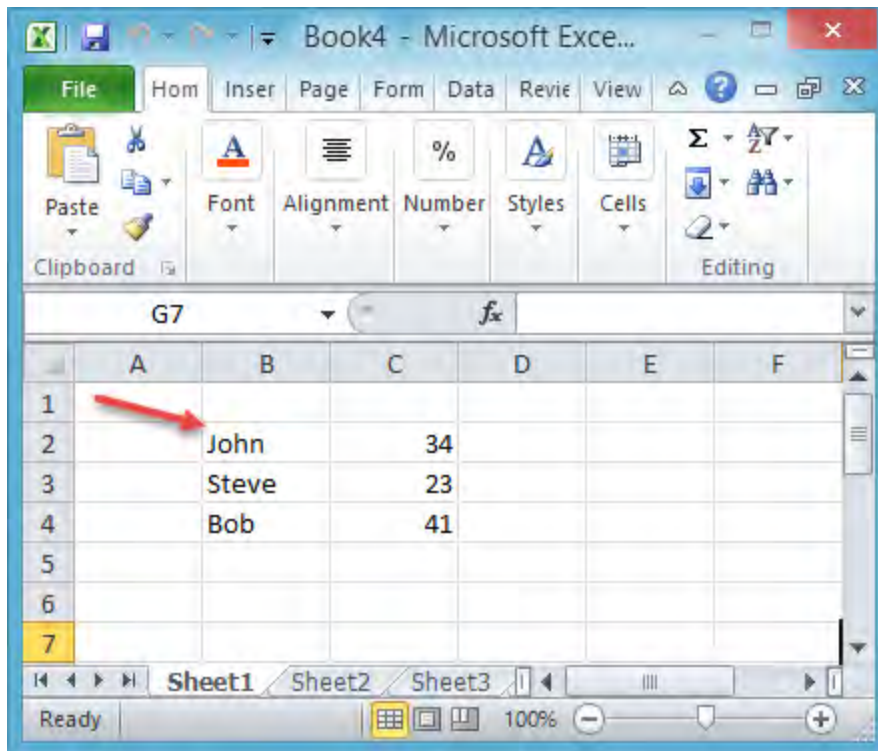 Book4 - Microsoft Exce...
File Hom Inser Page Form Data Revie View
Paste Font Alignment Number Styles Cells
Clipboard Editing
G7 fx
A B C D E F
1
2 John 34
3 Steve 23
4 Bob 41
5
6
7
Sheet1 Sheet2 Sheet3
Ready 100%